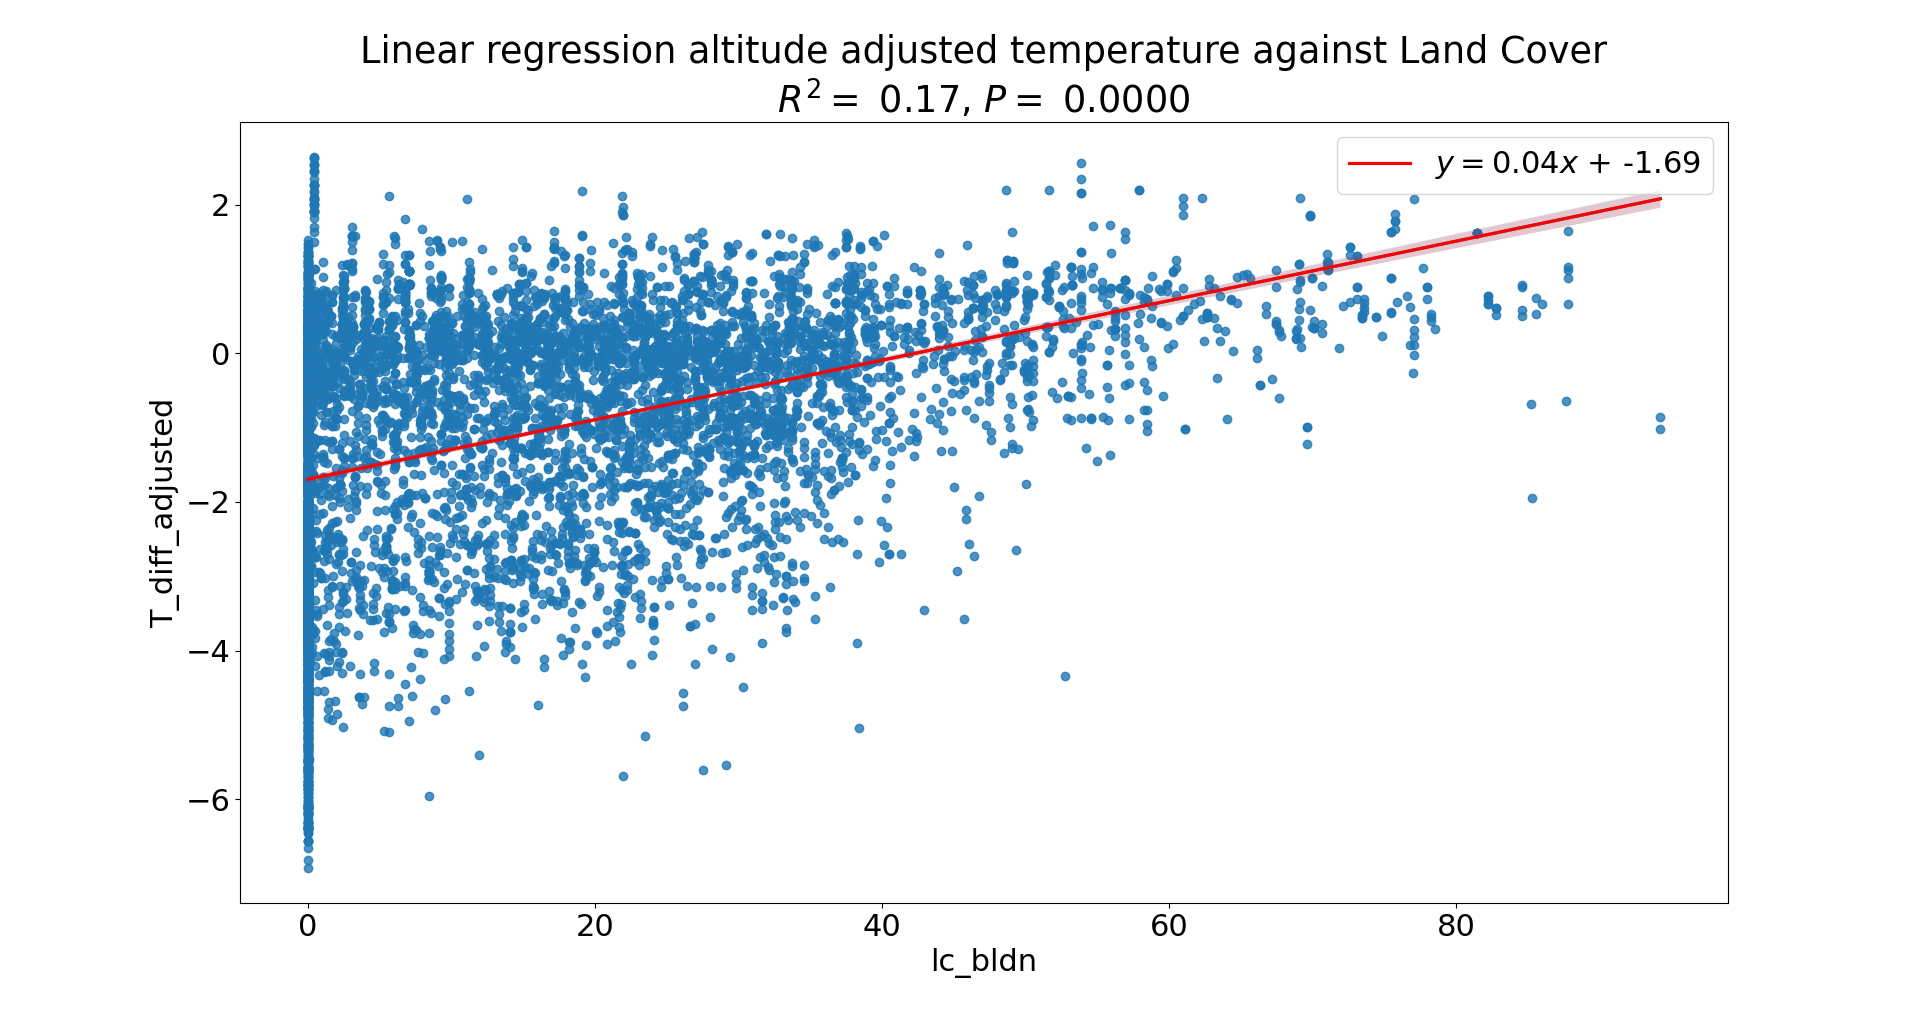 Linear regression altitude adjusted temperature against Land Cover
R² = 0.17, P = 0.0000
y = 0.04x + -1.69
2
0
−2
−4
−6
T_diff_adjusted
0 20 40 60 80
lc_bldn